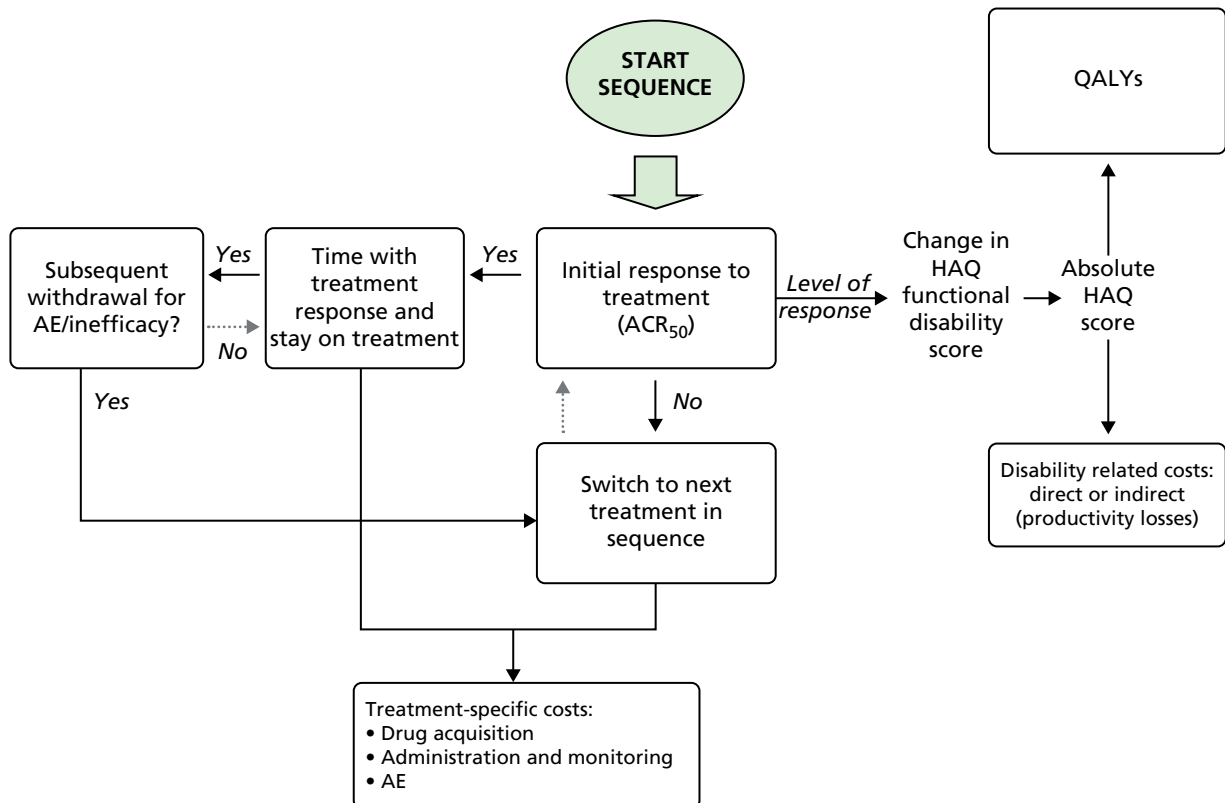 START
SEQUENCE
QALYs
Subsequent
withdrawal for
AE/inefficacy?
Yes
No
Time with
treatment
response and
stay on treatment
Yes
Initial response to
treatment
(ACR50)
Level of
response
Change in
HAQ
functional
disability
score
Absolute
HAQ
score
Yes
No
Switch to next
treatment in
sequence
Disability related costs:
direct or indirect
(productivity losses)
Treatment-specific costs:
• Drug acquisition
• Administration and monitoring
• AE